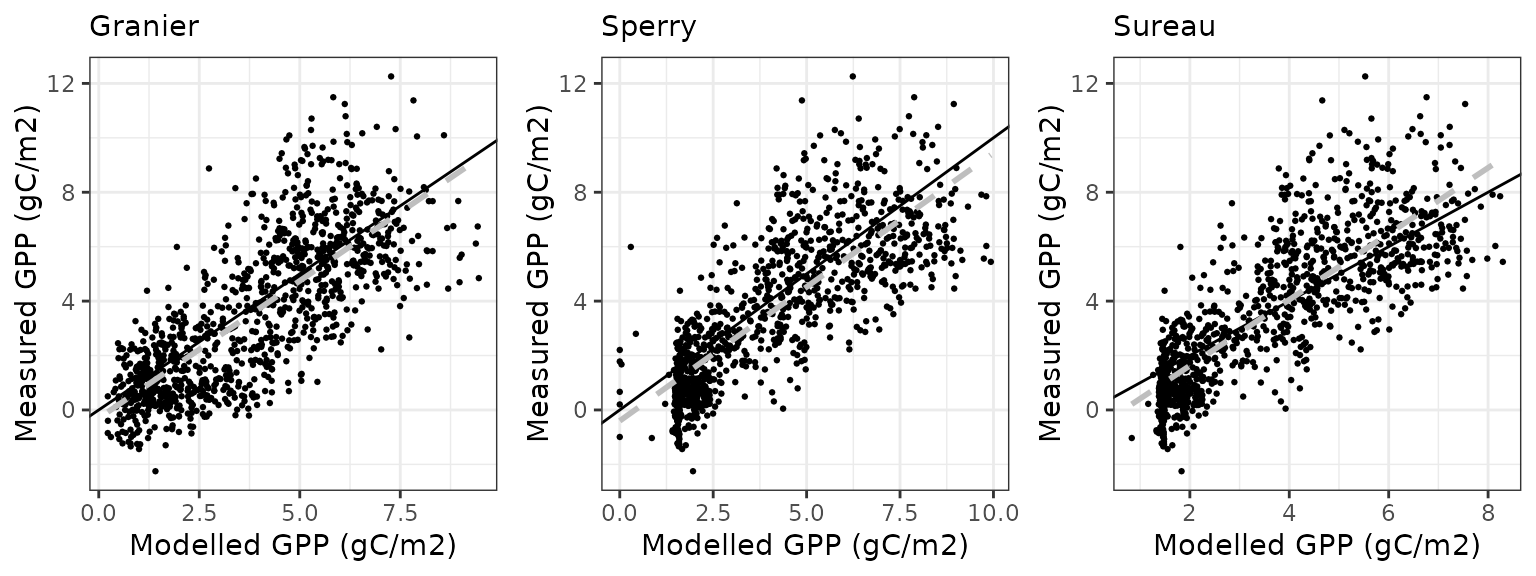 Granier
Measured GPP (gC/m2)
12
8
4
0
0.0 2.5 5.0 7.5
Modelled GPP (gC/m2)
Sperry
Measured GPP (gC/m2)
12
8
4
0
0.0 2.5 5.0 7.5 10.0
Modelled GPP (gC/m2)
Sureau
Measured GPP (gC/m2)
12
8
4
0
2 4 6 8
Modelled GPP (gC/m2)